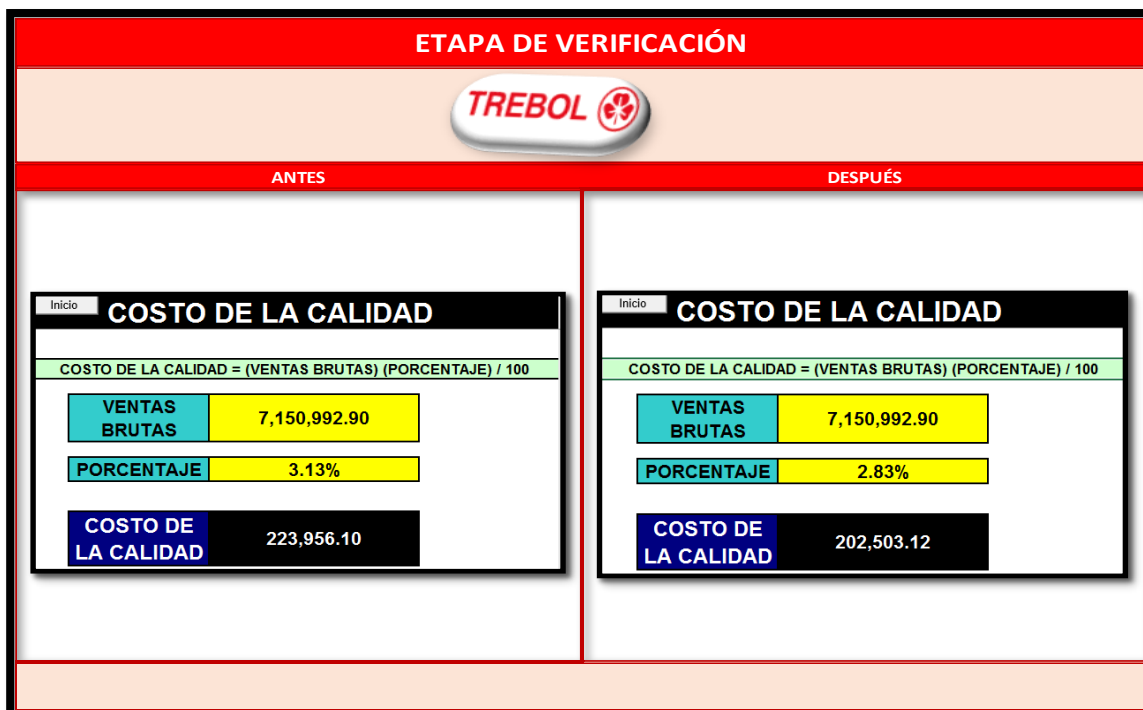 ETAPA DE VERIFICACIÓN
TREBOL
ANTES
DESPUÉS
Inicio
COSTO DE LA CALIDAD
COSTO DE LA CALIDAD = (VENTAS BRUTAS) (PORCENTAJE) / 100
VENTAS
BRUTAS
7,150,992.90
PORCENTAJE
3.13%
COSTO DE
LA CALIDAD
223,956.10
Inicio
COSTO DE LA CALIDAD
COSTO DE LA CALIDAD = (VENTAS BRUTAS) (PORCENTAJE) / 100
VENTAS
BRUTAS
7,150,992.90
PORCENTAJE
2.83%
COSTO DE
LA CALIDAD
202,503.12